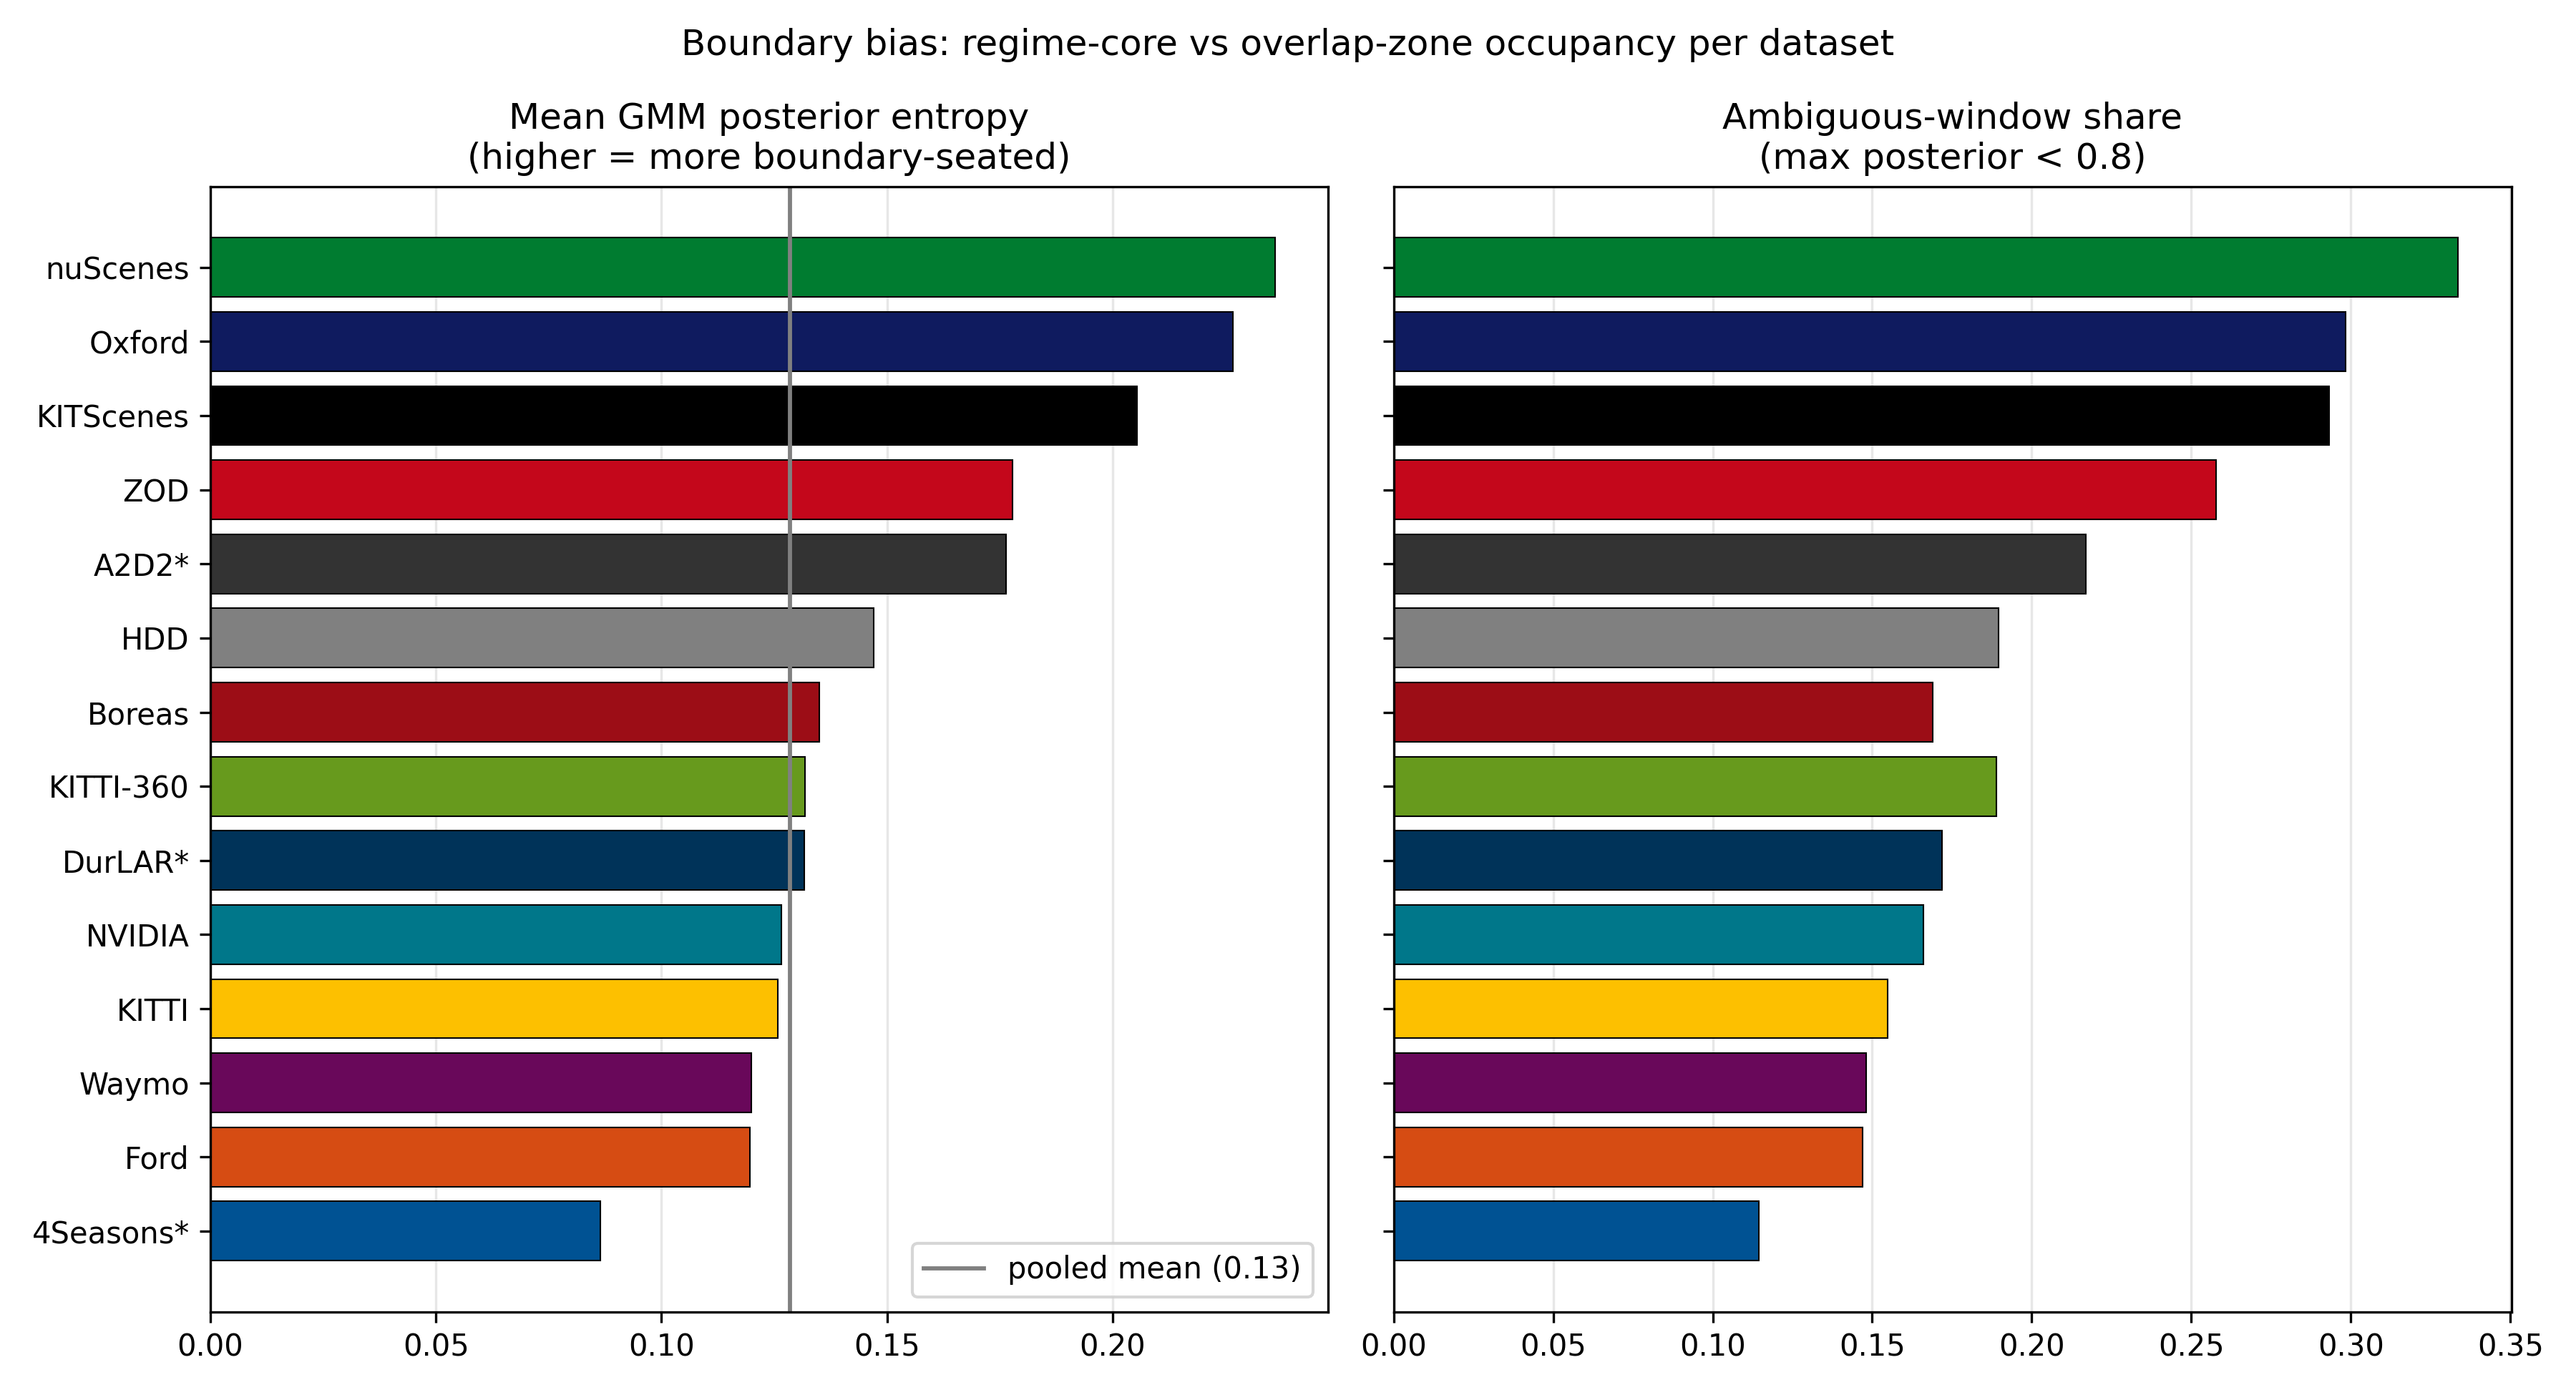 Boundary bias: regime-core vs overlap-zone occupancy per dataset
Mean GMM posterior entropy
(higher = more boundary-seated)
nuScenes
Oxford
KITScenes
ZOD
A2D2*
HDD
Boreas
KITTI-360
DurLAR*
NVIDIA
KITTI
Waymo
Ford
4Seasons*
pooled mean (0.13)
0.00 0.05 0.10 0.15 0.20
Ambiguous-window share
(max posterior < 0.8)
0.00 0.05 0.10 0.15 0.20 0.25 0.30 0.35